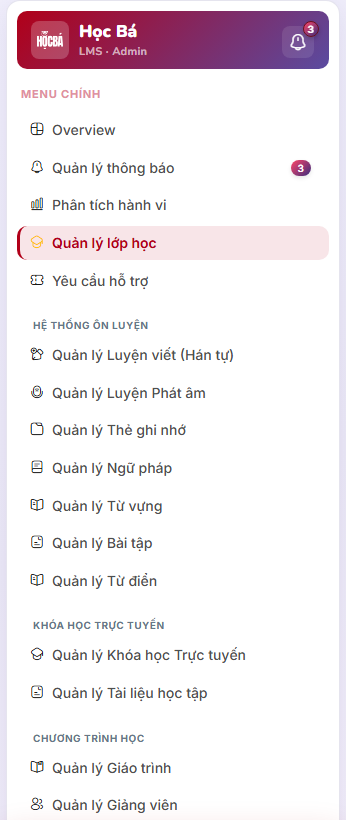 HỌCBÁ
Học Bá
LMS · Admin
3
MENU CHÍNH
Overview
Quản lý thông báo
3
Phân tích hành vi
Quản lý lớp học
Yêu cầu hỗ trợ
HỆ THỐNG ÔN LUYỆN
Quản lý Luyện viết (Hán tự)
Quản lý Luyện Phát âm
Quản lý Thẻ ghi nhớ
Quản lý Ngữ pháp
Quản lý Từ vựng
Quản lý Bài tập
Quản lý Từ điển
KHÓA HỌC TRỰC TUYẾN
Quản lý Khóa học Trực tuyến
Quản lý Tài liệu học tập
CHƯƠNG TRÌNH HỌC
Quản lý Giáo trình
Quản lý Giảng viên